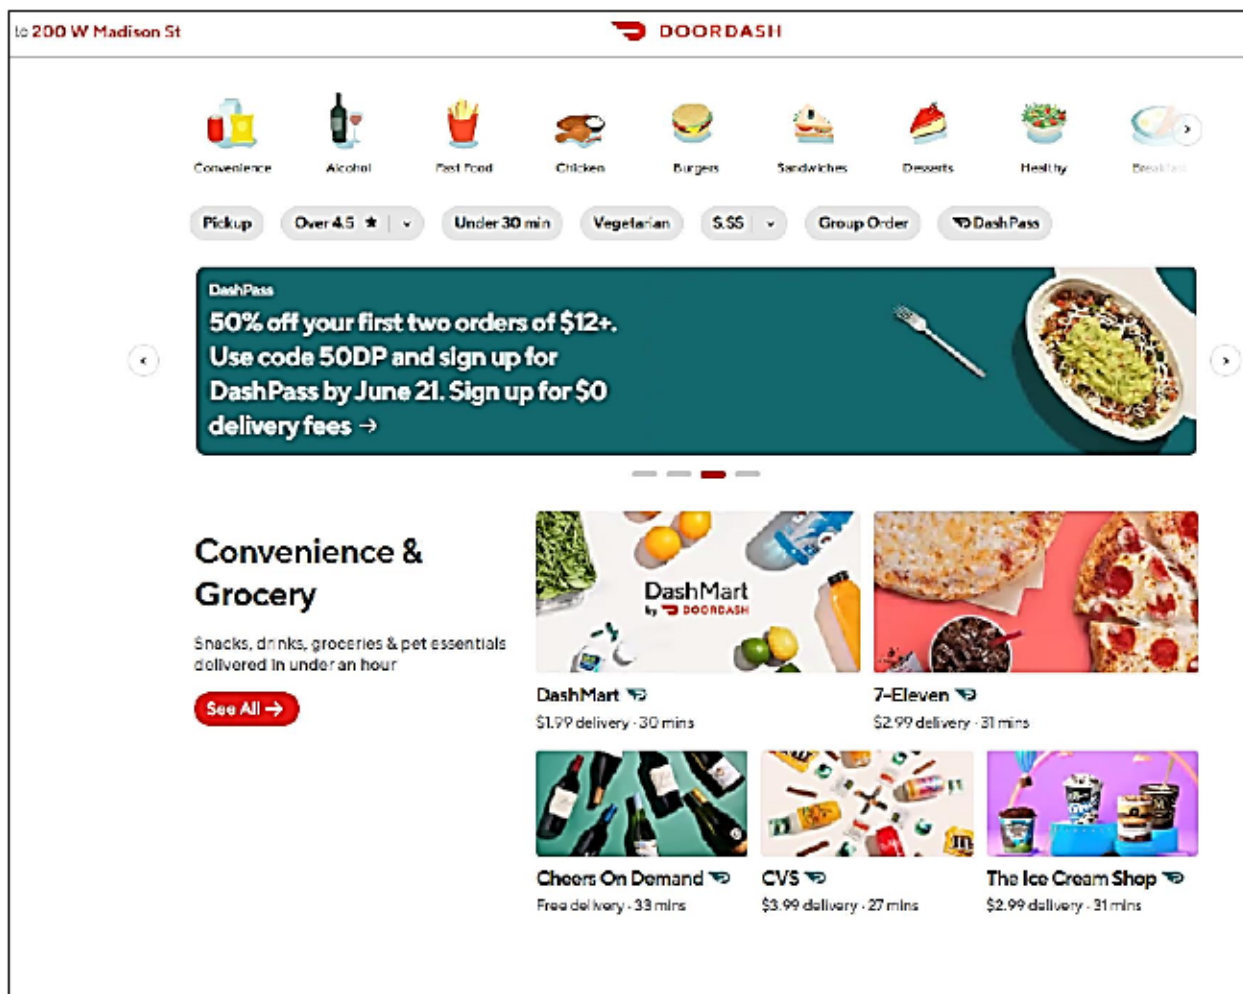 to 200 W Madison St
DOORDASH
Convenience
Alcohol
Fast Food
Chicken
Burgers
Sandwiches
Desserts
Healthy
Breakfast
Pickup
Over 4.5 ★
Under 30 min
Vegetarian
$,$$
Group Order
DashPass
DashPass
50% off your first two orders of $12+.
Use code 50DP and sign up for
DashPass by June 21. Sign up for $0
delivery fees →
Convenience &
Grocery
Snacks, drinks, groceries & pet essentials
delivered in under an hour
See All →
DashMart
by DOORDASH
DashMart
$1.99 delivery · 30 mins
7-Eleven
$2.99 delivery · 31 mins
Cheers On Demand
Free delivery · 33 mins
CVS
$3.99 delivery · 27 mins
The Ice Cream Shop
$2.99 delivery · 31 mins